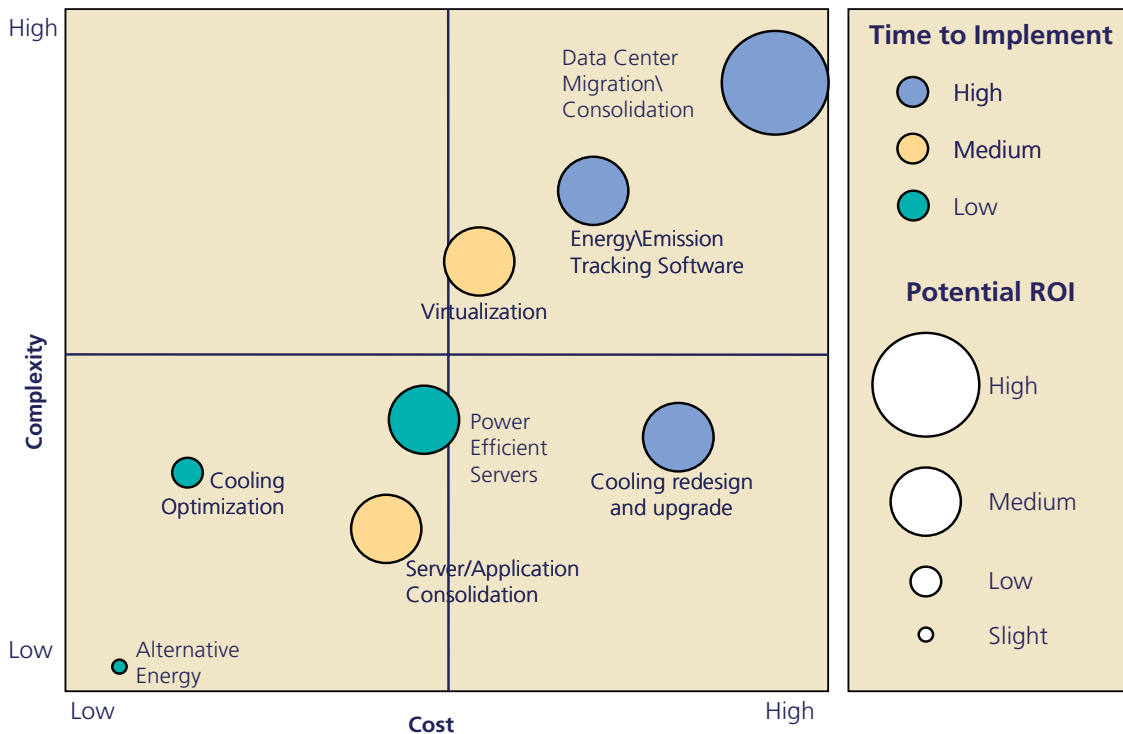 High
Data Center
Migration\
Consolidation
Energy\Emission
Tracking Software
Virtualization
Complexity
Power
Efficient
Servers
Cooling
Optimization
Cooling redesign
and upgrade
Server/Application
Consolidation
Alternative
Energy
Low
Low
Cost
High
Time to Implement
High
Medium
Low
Potential ROI
High
Medium
Low
Slight